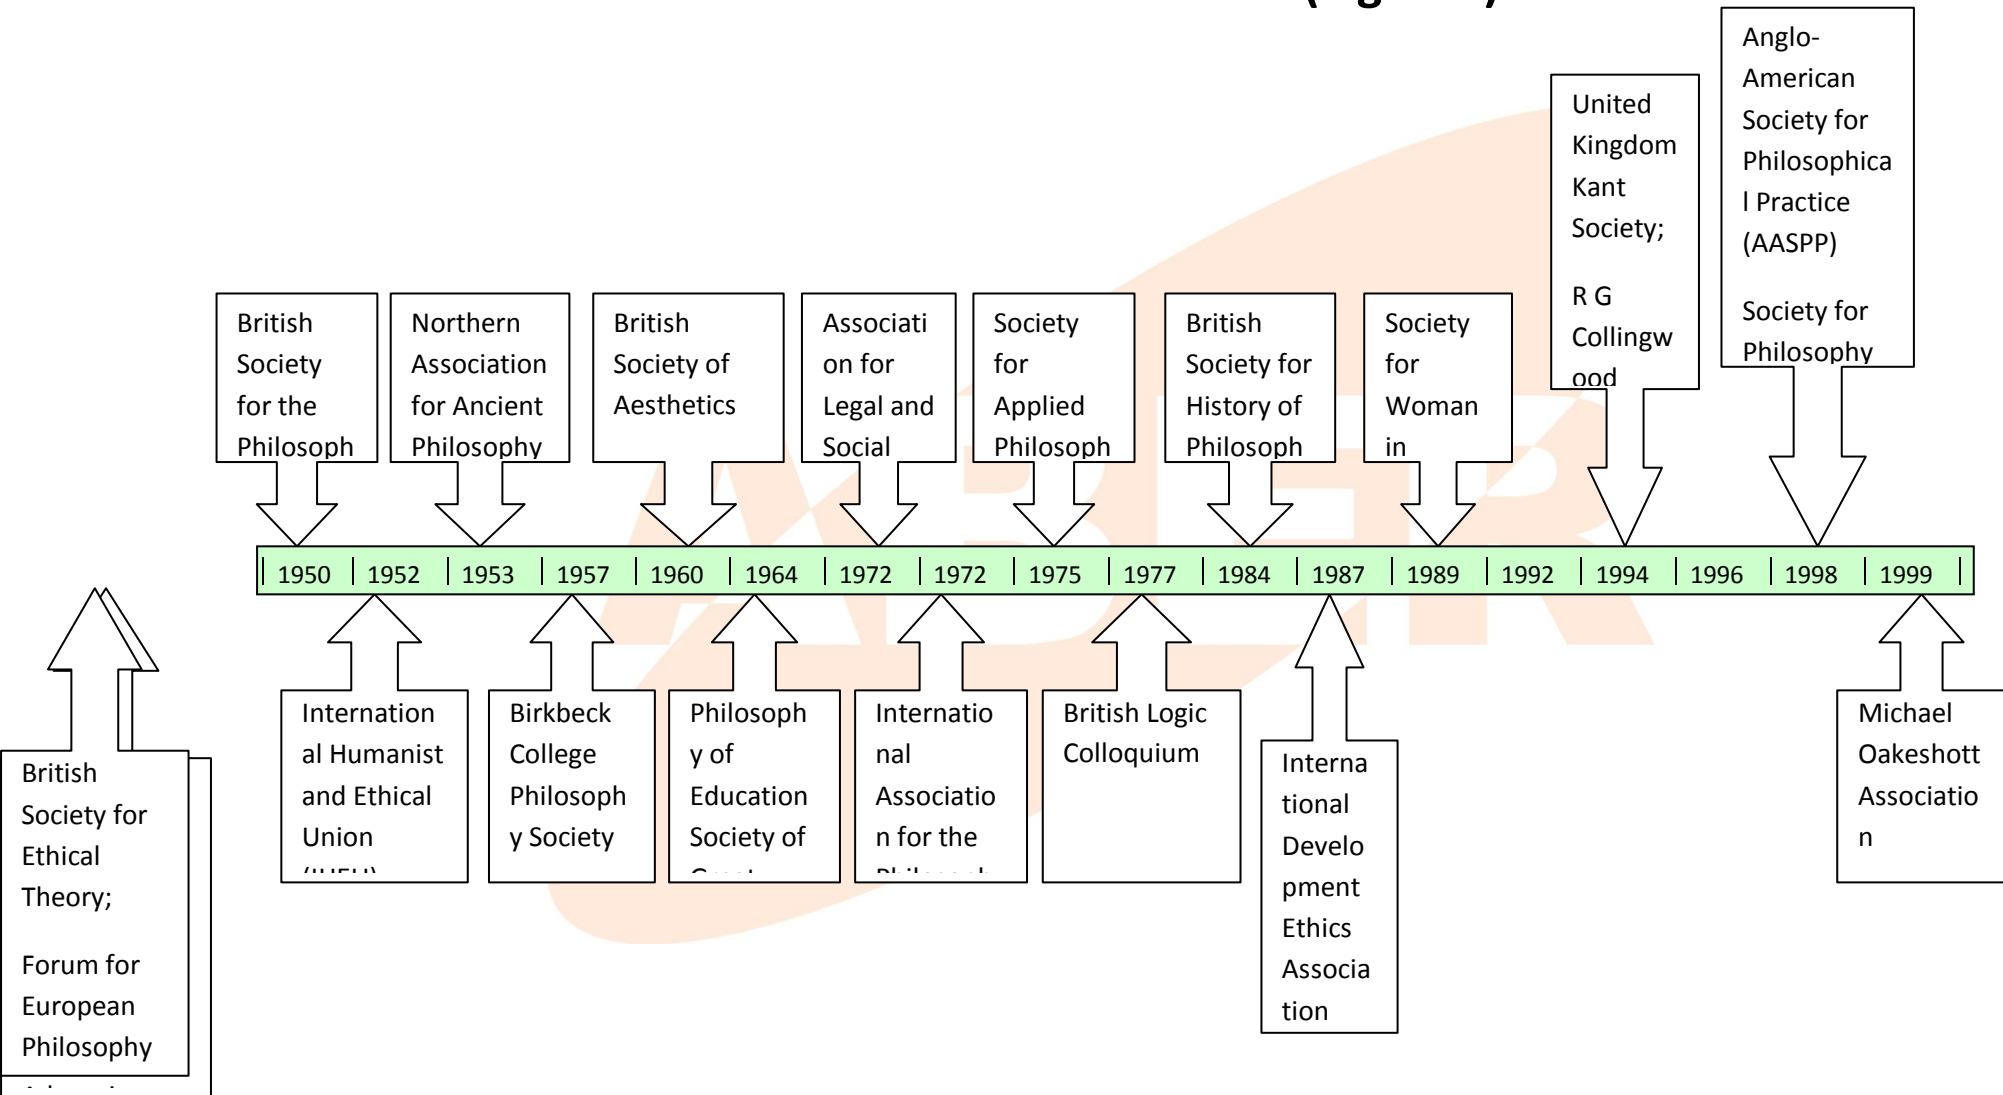 British
Society
for the
Philosoph
Northern
Association
for Ancient
Philosophy
British
Society of
Aesthetics
Associati
on for
Legal and
Social
Society
for
Applied
Philosoph
British
Society for
History of
Philosoph
Society
for
Woman
in
United
Kingdom
Kant
Society;
R G
Collingw
ood
Anglo-
American
Society for
Philosophica
l Practice
(AASPP)
Society for
Philosophy
1950 1952 1953 1957 1960 1964 1972 1972 1975 1977 1984 1987 1989 1992 1994 1996 1998 1999
British
Society for
Ethical
Theory;
Forum for
European
Philosophy
Internation
al Humanist
and Ethical
Union
(IHEU)
Birkbeck
College
Philosoph
y Society
Philosoph
y of
Education
Society of
Great
Internatio
nal
Associatio
n for the
Philosoph
British Logic
Colloquium
Interna
tional
Develo
pment
Ethics
Associa
tion
Michael
Oakeshott
Associatio
n
ABER